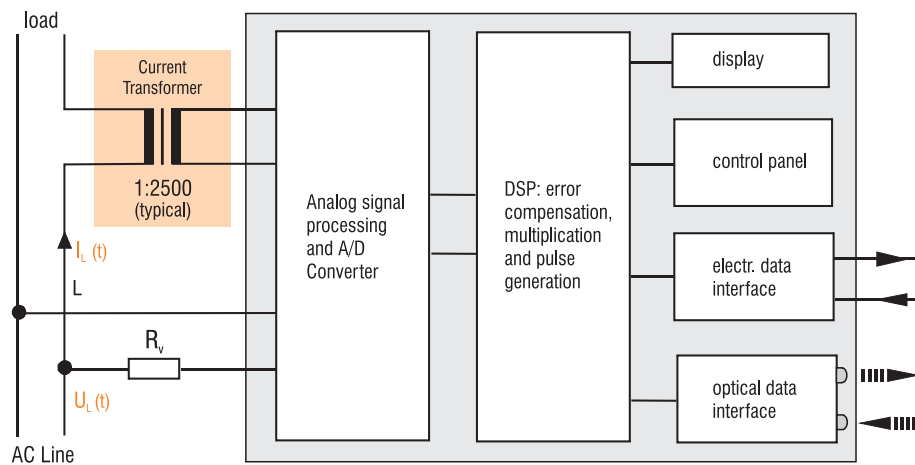 load
Current
Transformer
1:2500
(typical)
I_L (t)
L
R_v
U_L (t)
AC Line
Analog signal
processing
and A/D
Converter
DSP: error
compensation,
multiplication
and pulse
generation
display
control panel
electr. data
interface
optical data
interface